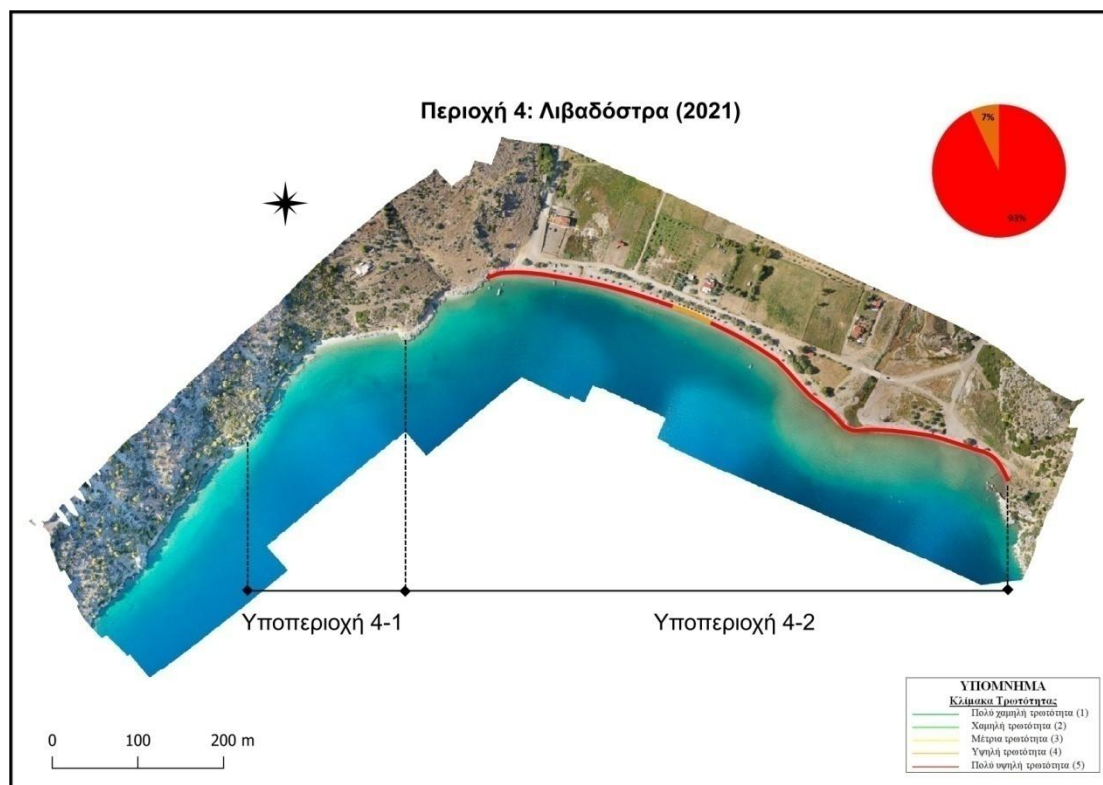 Περιοχή 4: Λιβαδόστρα (2021)
7%
93%
Υποπεριοχή 4-1
Υποπεριοχή 4-2
0 100 200 m
ΥΠΟΜΝΗΜΑ
Κλίμακα Τρωτότητας
Πολύ χαμηλή τρωτότητα (1)
Χαμηλή τρωτότητα (2)
Μέτρια τρωτότητα (3)
Υψηλή τρωτότητα (4)
Πολύ υψηλή τρωτότητα (5)